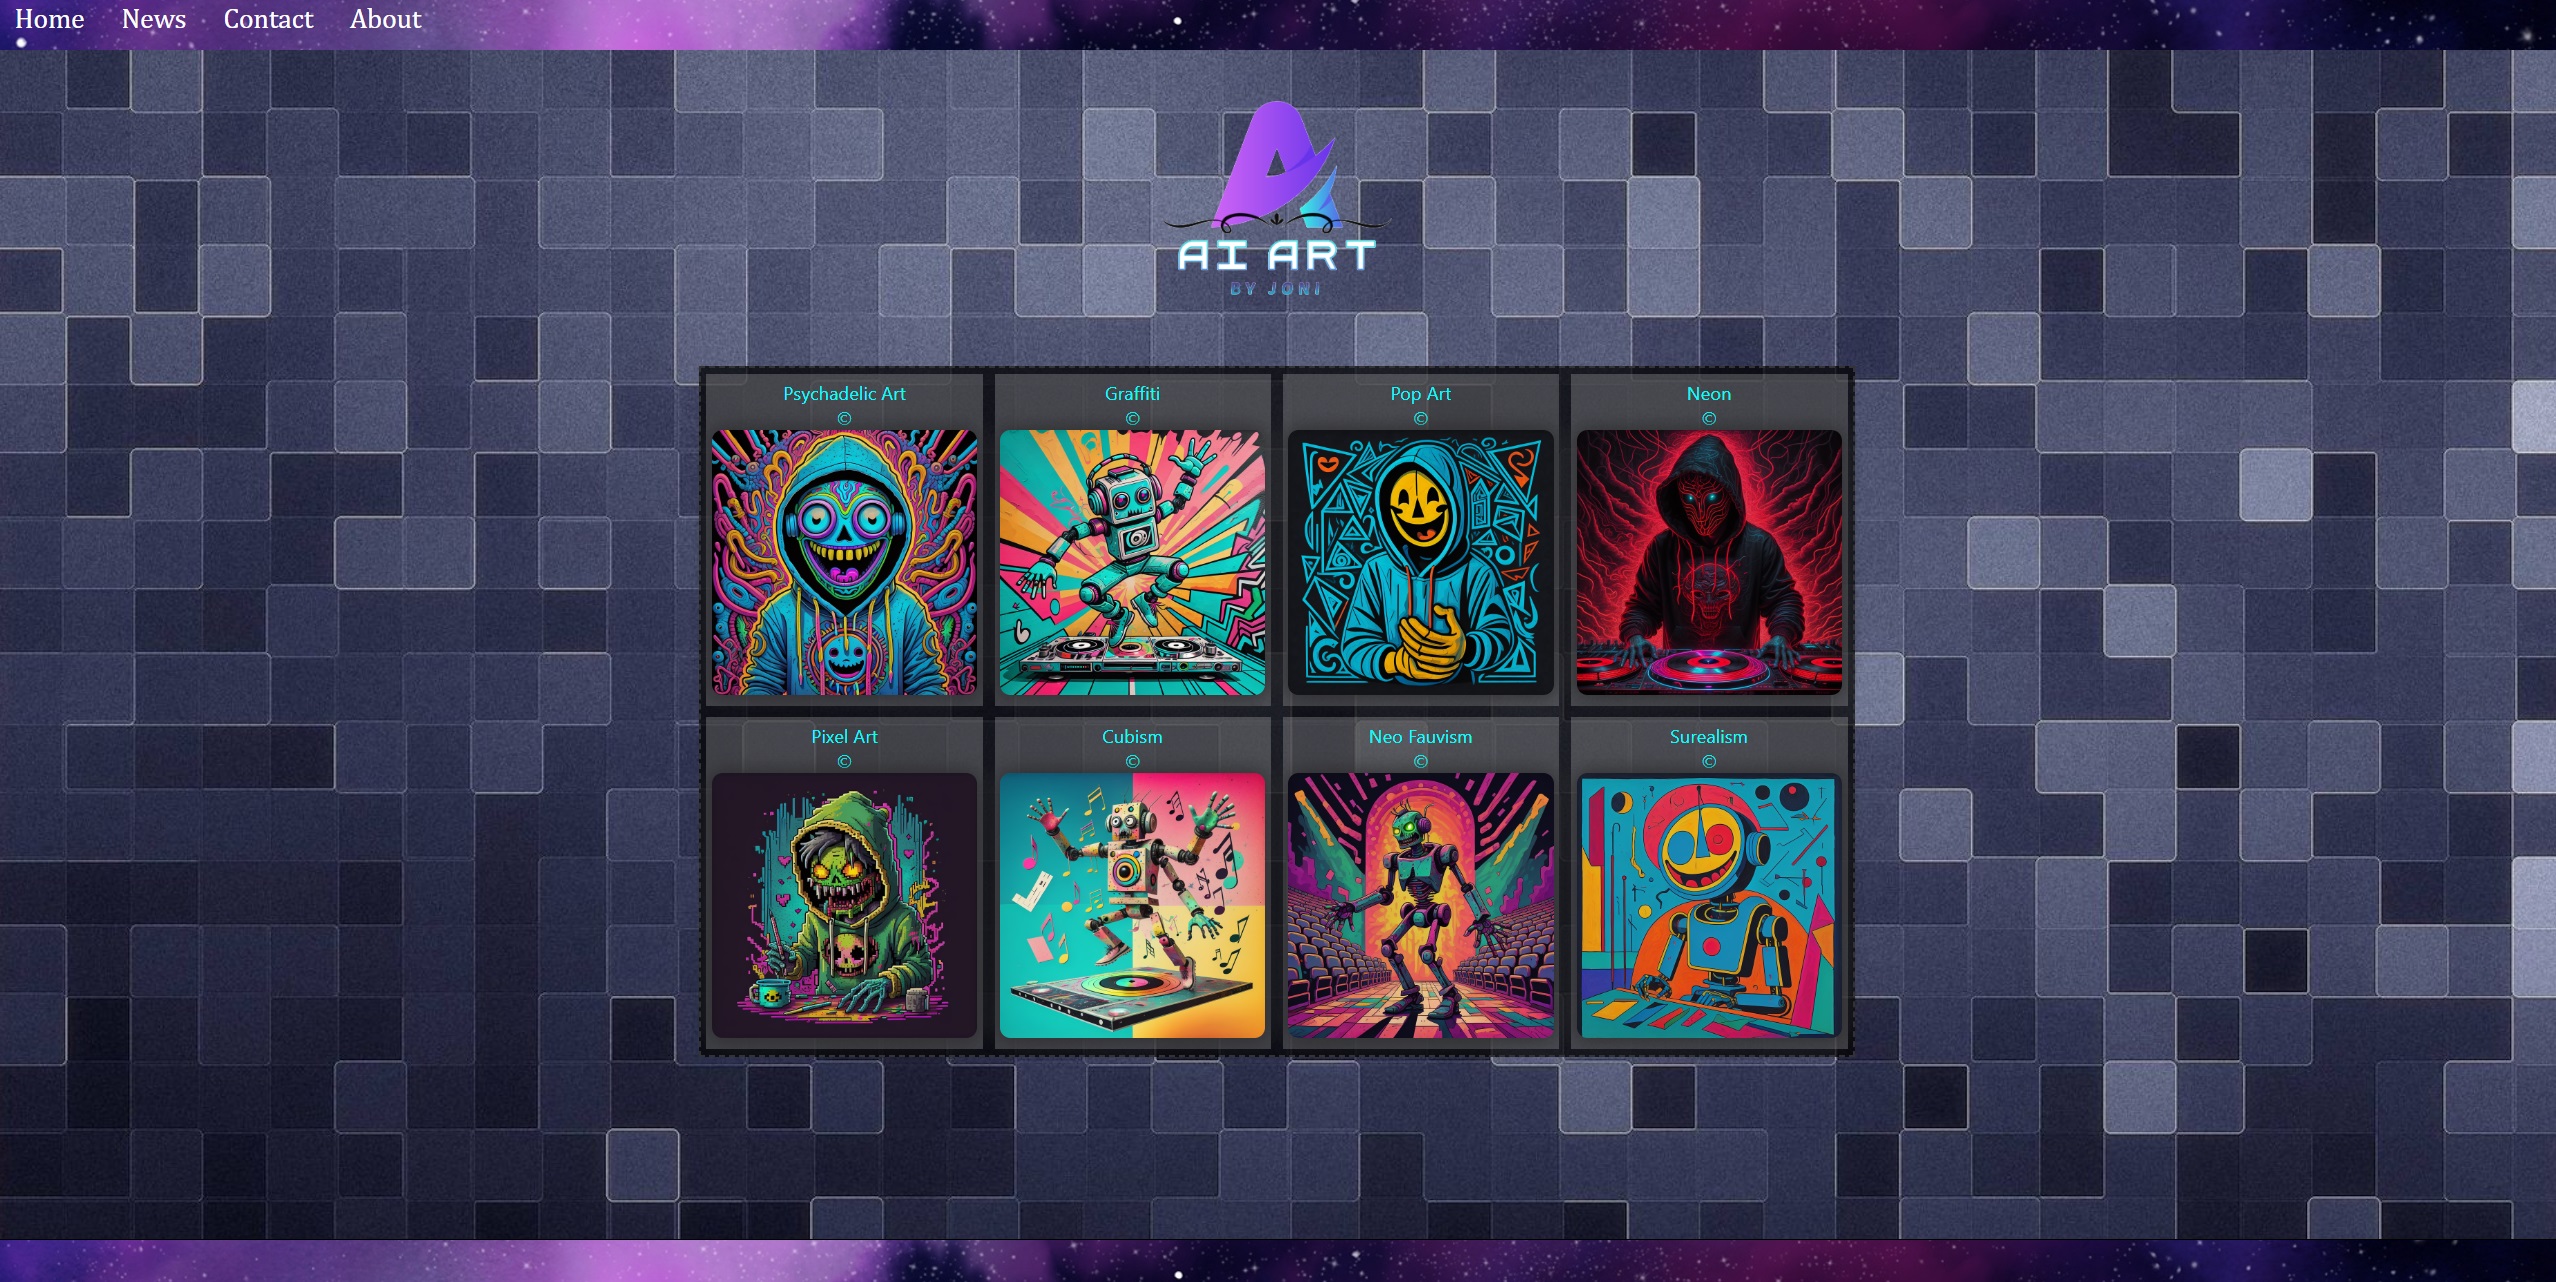 Home News Contact About
AI ART
BY JONI
Psychadelic Art Graffiti Pop Art Neon
© © © ©
Pixel Art Cubism Neo Fauvism Surealism
© © © ©